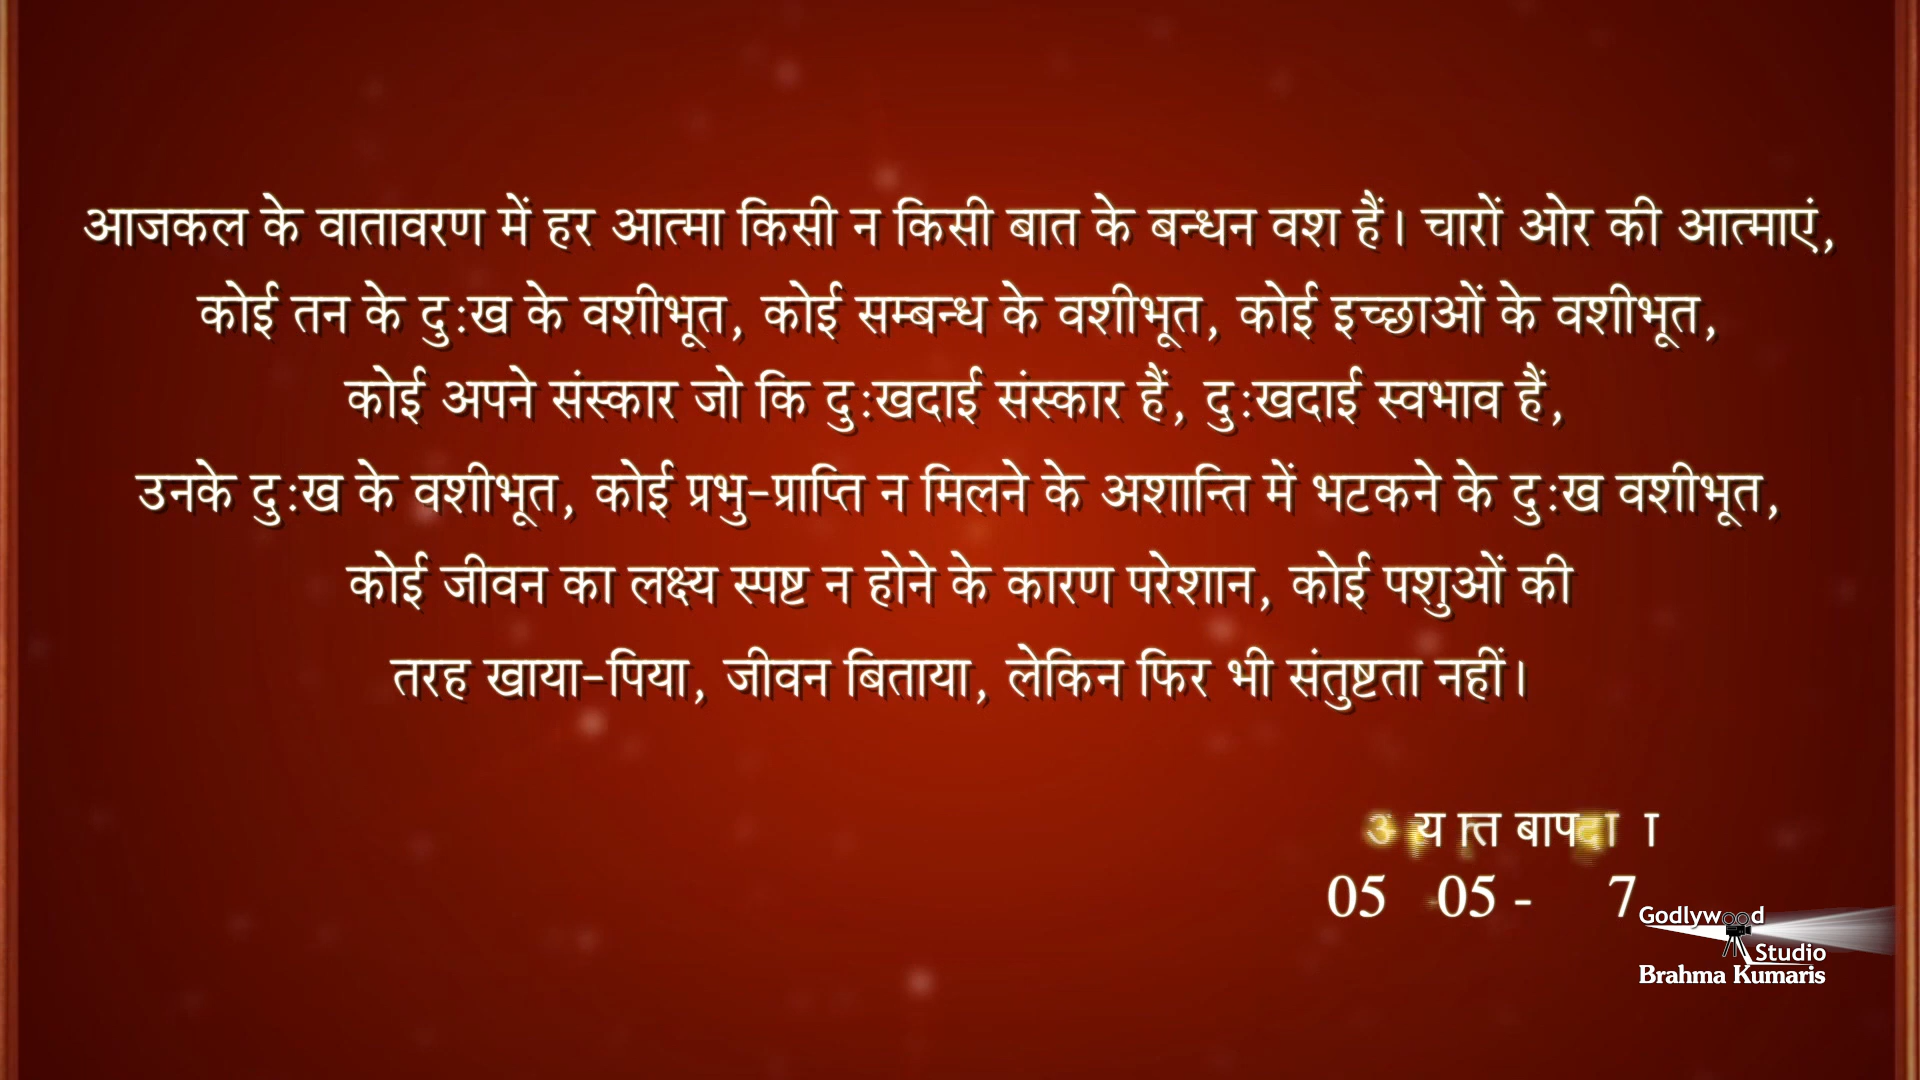 आजकल के वातावरण में हर आत्मा किसी न किसी बात के बन्धन वश हैं। चारों ओर की आत्माएं,
कोई तन के दुःख के वशीभूत, कोई सम्बन्ध के वशीभूत, कोई इच्छाओं के वशीभूत,
कोई अपने संस्कार जो कि दुःखदाई संस्कार हैं, दुःखदाई स्वभाव हैं,
उनके दुःख के वशीभूत, कोई प्रभु-प्राप्ति न मिलने के अशान्ति में भटकने के दुःख वशीभूत,
कोई जीवन का लक्ष्य स्पष्ट न होने के कारण परेशान, कोई पशुओं की
तरह खाया-पिया, जीवन बिताया, लेकिन फिर भी संतुष्टता नहीं।
05 05 - 7
Godlywood
Studio
Brahma Kumaris